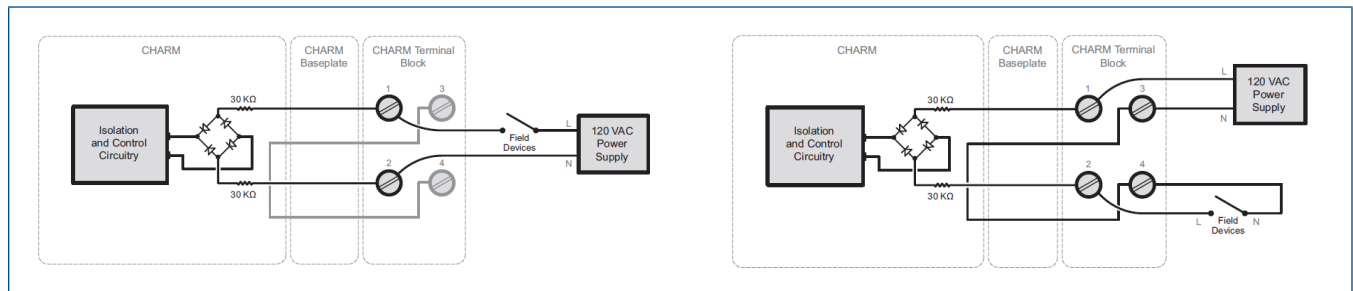 CHARM
CHARM
Baseplate
CHARM Terminal
Block
30 KΩ
1
3
Isolation
and Control
Circuitry
L
Field
Devices
120 VAC
Power
Supply
N
2
4
30 KΩ
CHARM
CHARM
Baseplate
CHARM Terminal
Block
30 KΩ
1
3
L
120 VAC
Power
Supply
N
Isolation
and Control
Circuitry
30 KΩ
2
4
L
Field
Devices
N